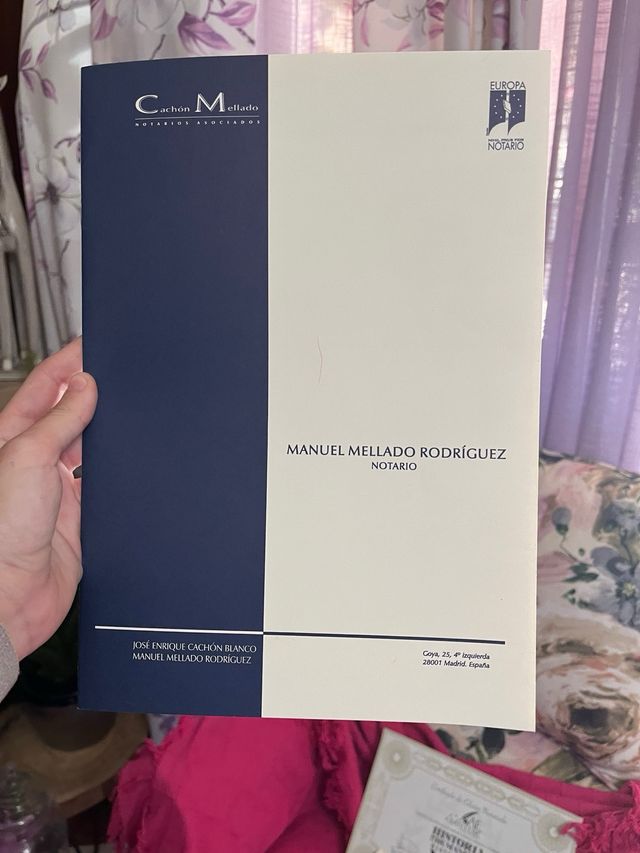 Cachón Mellado
NOTARIOS ASOCIADOS
EUROPA
NOTARIO
MANUEL MELLADO RODRÍGUEZ
NOTARIO
JOSÉ ENRIQUE CACHÓN BLANCO
MANUEL MELLADO RODRÍGUEZ
Goya, 25, 4º Izquierda
28001 Madrid. España